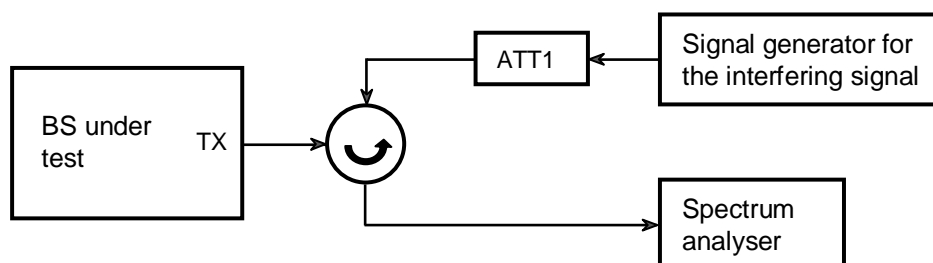 BS under
test
TX
ATT1
Signal generator for
the interfering signal
Spectrum
analyser